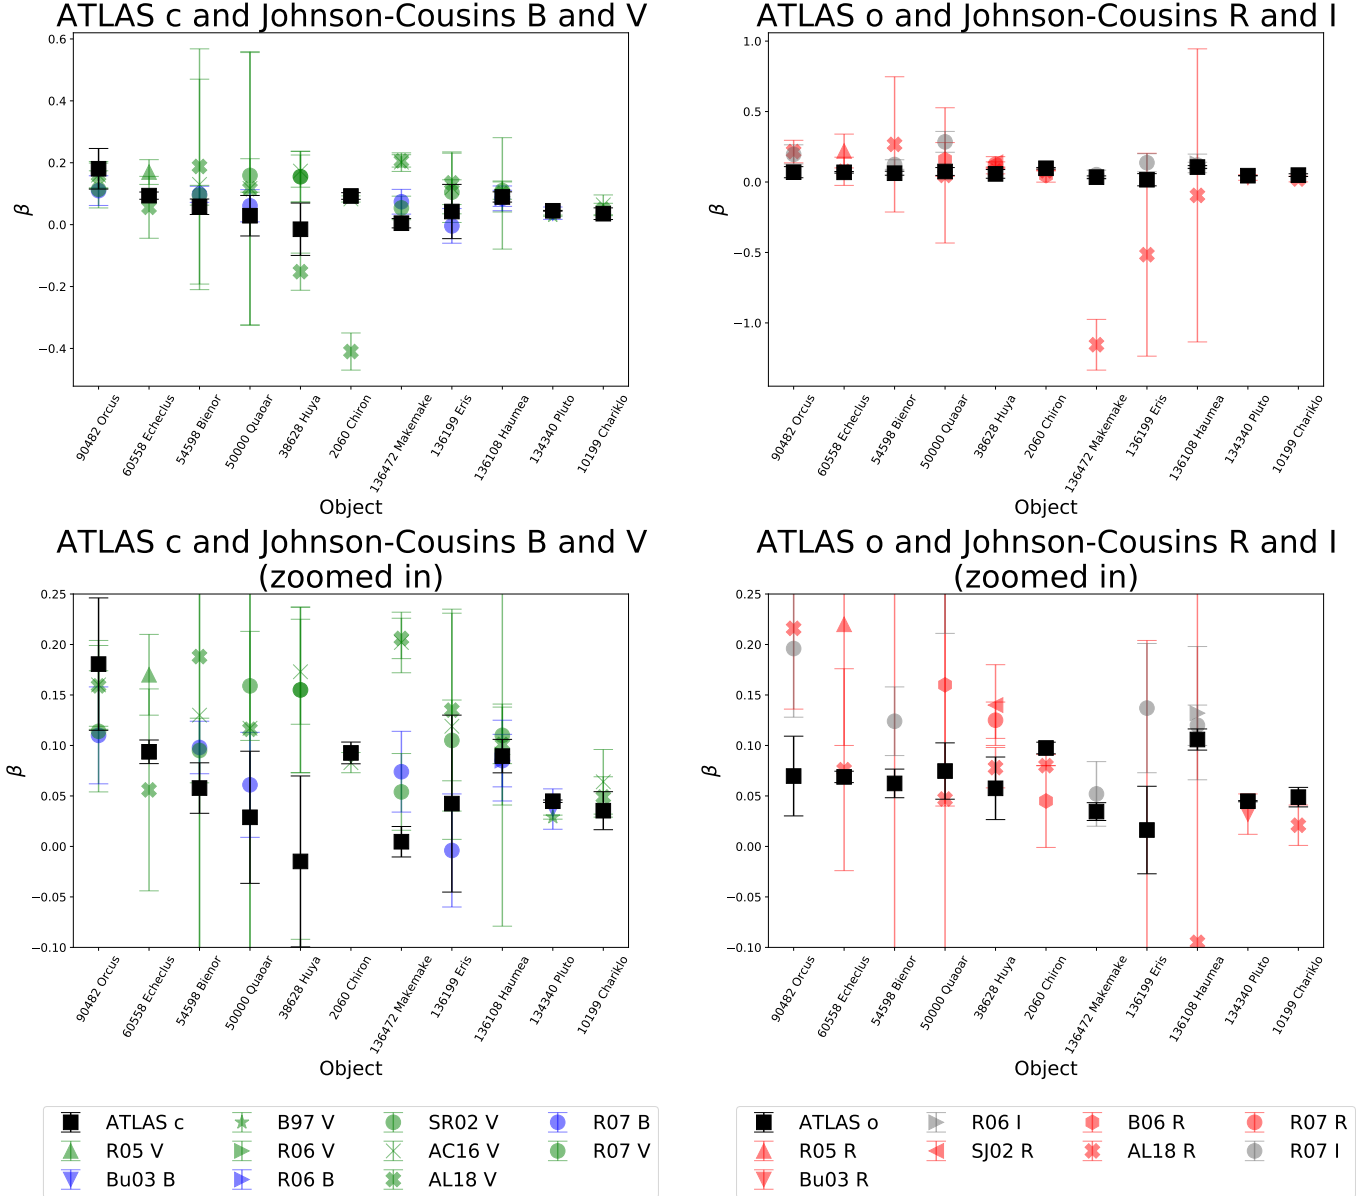 ATLAS c and Johnson-Cousins B and V
0.6
0.4
0.2
0.0
−0.2
−0.4
β
90482 Orcus
60558 Echeclus
54598 Bienor
50000 Quaoar
38628 Huya
2060 Chiron
136472 Makemake
136199 Eris
136108 Haumea
134340 Pluto
10199 Chariklo
Object
ATLAS o and Johnson-Cousins R and I
1.0
0.5
0.0
−0.5
−1.0
β
90482 Orcus
60558 Echeclus
54598 Bienor
50000 Quaoar
38628 Huya
2060 Chiron
136472 Makemake
136199 Eris
136108 Haumea
134340 Pluto
10199 Chariklo
Object
ATLAS c and Johnson-Cousins B and V
(zoomed in)
0.25
0.20
0.15
0.10
0.05
0.00
−0.05
−0.10
β
90482 Orcus
60558 Echeclus
54598 Bienor
50000 Quaoar
38628 Huya
2060 Chiron
136472 Makemake
136199 Eris
136108 Haumea
134340 Pluto
10199 Chariklo
Object
ATLAS o and Johnson-Cousins R and I
(zoomed in)
0.25
0.20
0.15
0.10
0.05
0.00
−0.05
−0.10
β
90482 Orcus
60558 Echeclus
54598 Bienor
50000 Quaoar
38628 Huya
2060 Chiron
136472 Makemake
136199 Eris
136108 Haumea
134340 Pluto
10199 Chariklo
Object
ATLAS c B97 V SR02 V R07 B
R05 V R06 V AC16 V R07 V
Bu03 B R06 B AL18 V
ATLAS o R06 I B06 R R07 R
R05 R SJ02 R AL18 R R07 I
Bu03 R